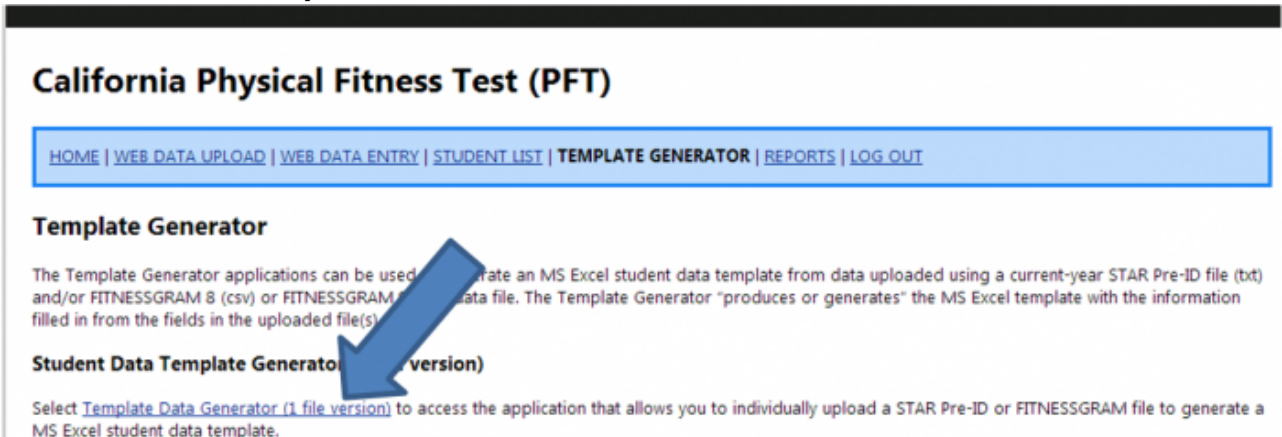 California Physical Fitness Test (PFT)
HOME | WEB DATA UPLOAD | WEB DATA ENTRY | STUDENT LIST | TEMPLATE GENERATOR | REPORTS | LOG OUT
Template Generator
The Template Generator applications can be used rate an MS Excel student data template from data uploaded using a current-year STAR Pre-ID file (txt)
and/or FITNESSGRAM 8 (csv) or FITNESSGRAM ata file. The Template Generator "produces or generates" the MS Excel template with the information
filled in from the fields in the uploaded file(s)
Student Data Template Generato version)
Select Template Data Generator (1 file version) to access the application that allows you to individually upload a STAR Pre-ID or FITNESSGRAM file to generate a
MS Excel student data template.